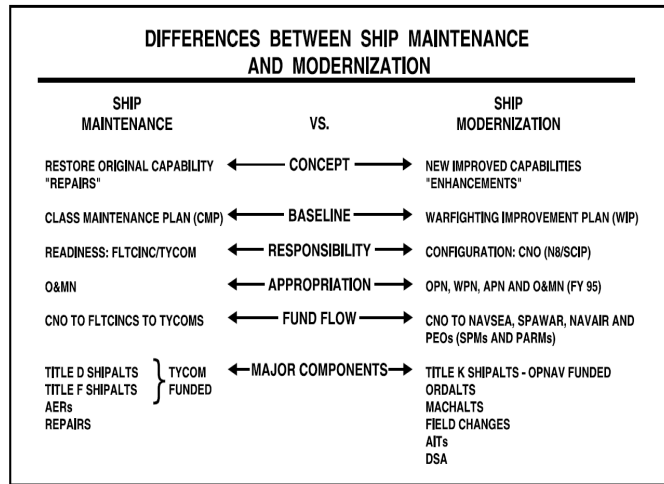 DIFFERENCES BETWEEN SHIP MAINTENANCE
AND MODERNIZATION
SHIP
MAINTENANCE
VS.
SHIP
MODERNIZATION
RESTORE ORIGINAL CAPABILITY
"REPAIRS"
CONCEPT
NEW IMPROVED CAPABILITIES
"ENHANCEMENTS"
CLASS MAINTENANCE PLAN (CMP)
BASELINE
WARFIGHTING IMPROVEMENT PLAN (WIP)
READINESS: FLTCINC/TYCOM
RESPONSIBILITY
CONFIGURATION: CNO (N8/SCIP)
O&MN
APPROPRIATION
OPN, WPN, APN AND O&MN (FY 95)
CNO TO FLTCINCS TO TYCOMS
FUND FLOW
CNO TO NAVSEA, SPAWAR, NAVAIR AND
PEOs (SPMs AND PARMs)
TITLE D SHIPALTS
TITLE F SHIPALTS
TYCOM
FUNDED
AERs
REPAIRS
MAJOR COMPONENTS
TITLE K SHIPALTS - OPNAV FUNDED
ORDALTS
MACHALTS
FIELD CHANGES
AITs
DSA